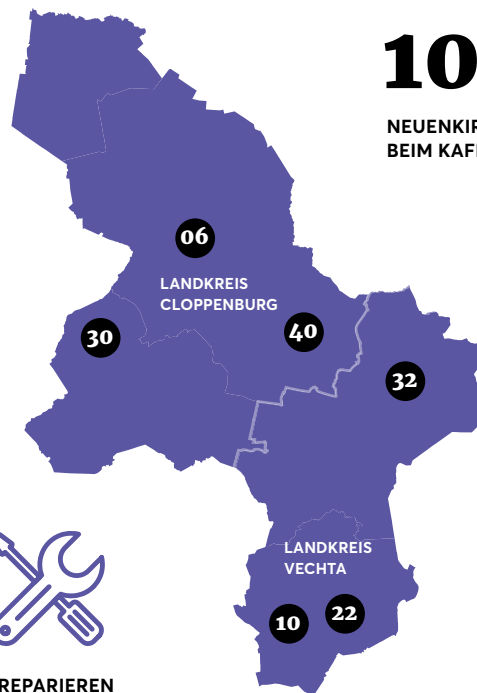 10
NEUENKIR
BEIM KAF
06
LANDKREIS
CLOPPENBURG
30
40
32
LANDKREIS
VECHTA
10
22
REPARIEREN